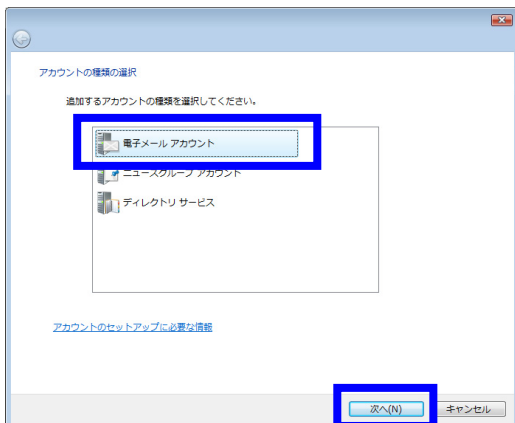 アカウントの種類の選択
追加するアカウントの種類を選択してください。
電子メール アカウント
ニュースグループ アカウント
ディレクトリ サービス
アカウントのセットアップに必要な情報
次へ(N)
キャンセル